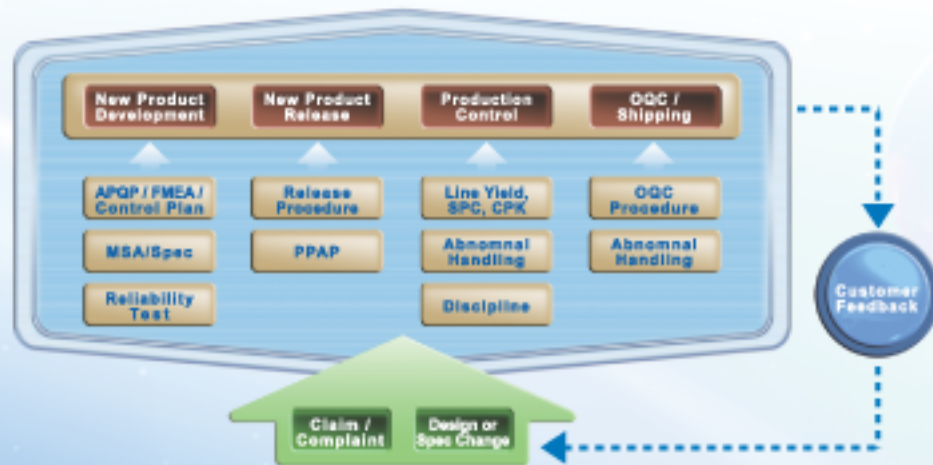 New Product
Development
New Product
Release
Production
Control
OQC /
Shipping
APQP / FMEA /
Control Plan
Release
Procedure
Line Yield,
SPC, CPK
OQC
Procedure
MSA/Spec
PPAP
Abnomnal
Handling
Abnomnal
Handling
Reliability
Test
Discipline
Customer
Feedback
Claim /
Complaint
Design or
Spec Change